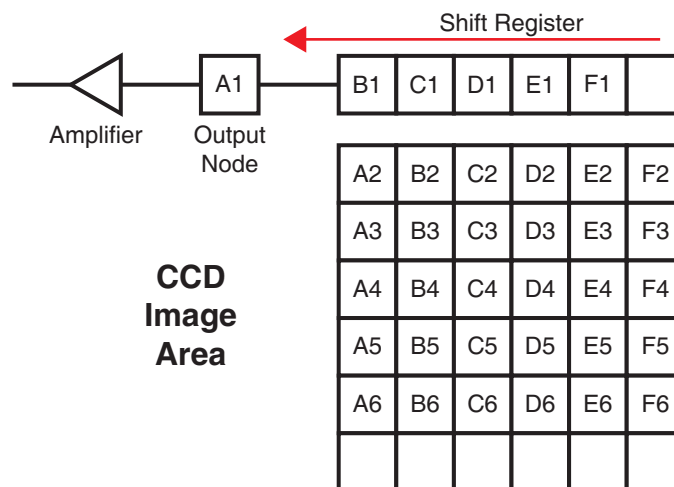 Shift Register
A1 B1 C1 D1 E1 F1
Amplifier
Output
Node
A2 B2 C2 D2 E2 F2
A3 B3 C3 D3 E3 F3
A4 B4 C4 D4 E4 F4
A5 B5 C5 D5 E5 F5
A6 B6 C6 D6 E6 F6
CCD
Image
Area